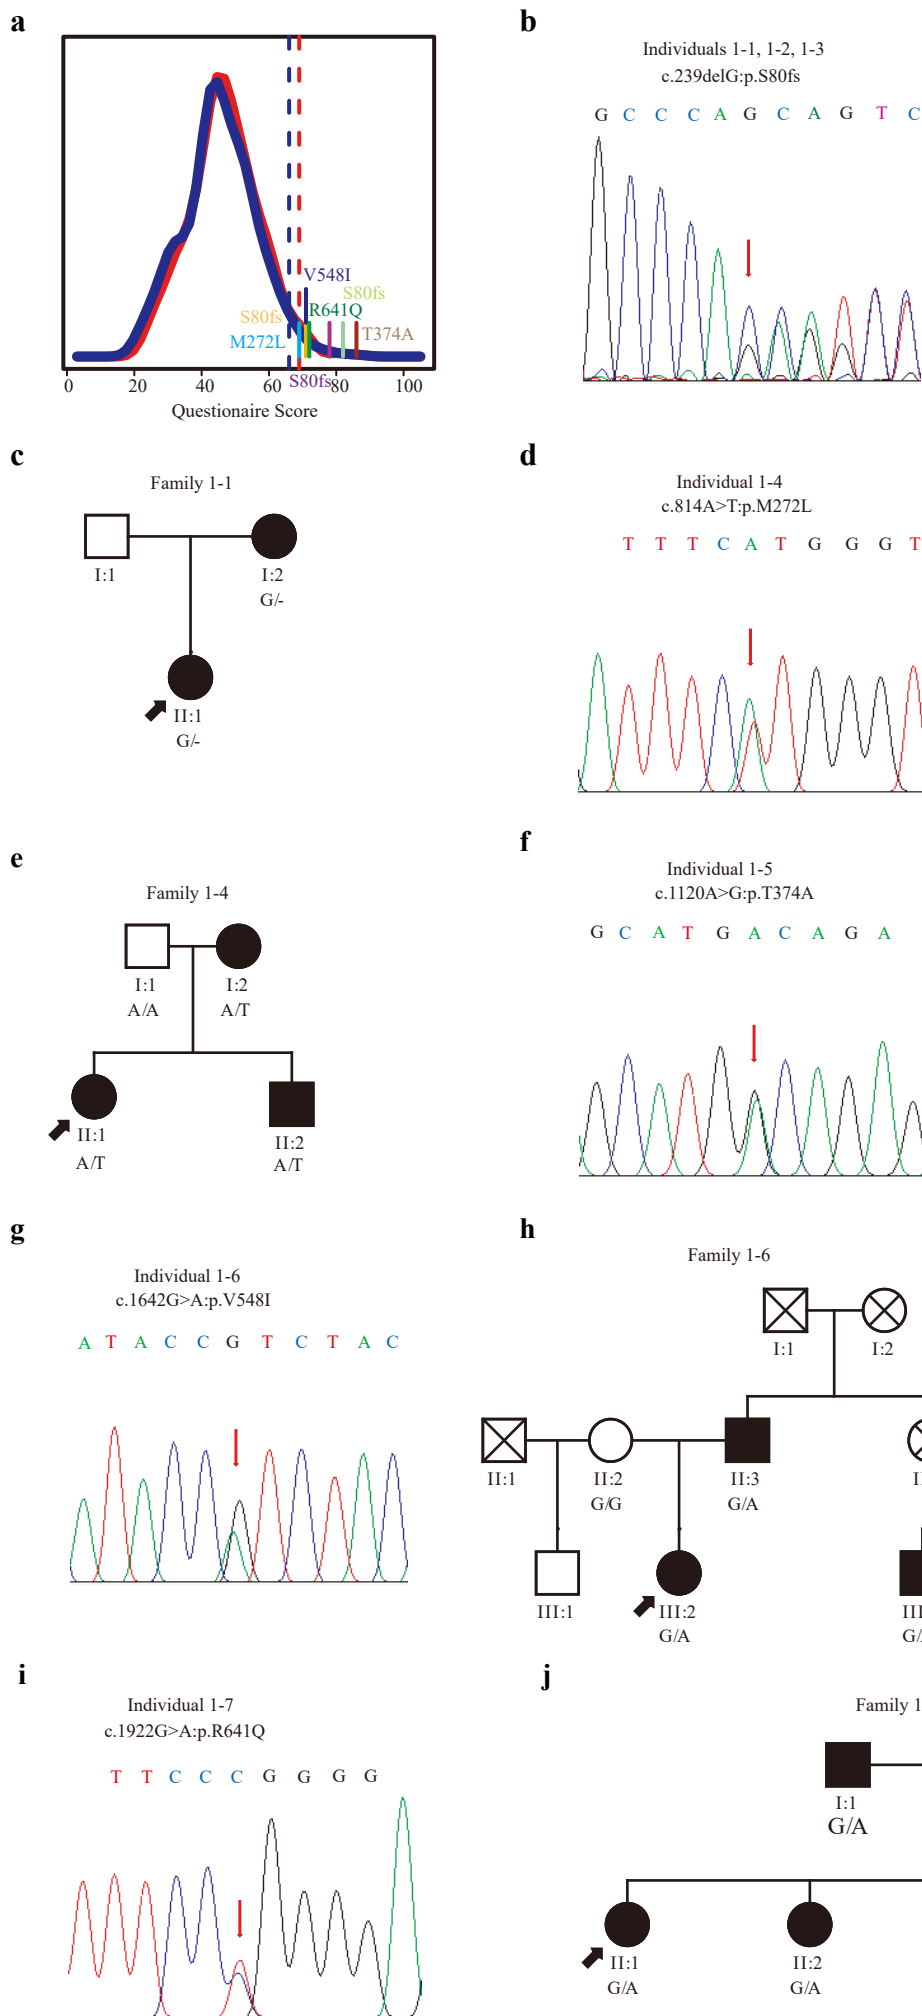 a
V548I
S80fs
S80fs
R641Q
M272L
T374A
S80fs
0 20 40 60 80 100
Questionaire Score
b
Individuals 1-1, 1-2, 1-3
c.239delG:p.S80fs
G C C C A G C A G T C
c
Family 1-1
I:1
I:2
G/-
II:1
G/-
d
Individual 1-4
c.814A>T:p.M272L
T T T C A T G G G T
e
Family 1-4
I:1 I:2
A/A A/T
II:1 II:2
A/T A/T
f
Individual 1-5
c.1120A>G:p.T374A
G C A T G A C A G A
g
Individual 1-6
c.1642G>A:p.V548I
A T A C C G T C T A C
h
Family 1-6
I:1 I:2
II:1 II:2 II:3
G/G G/A
III:1 III:2
G/A
i
Individual 1-7
c.1922G>A:p.R641Q
T T C C C G G G G
j
Family 1
I:1
G/A
II:1 II:2
G/A G/A